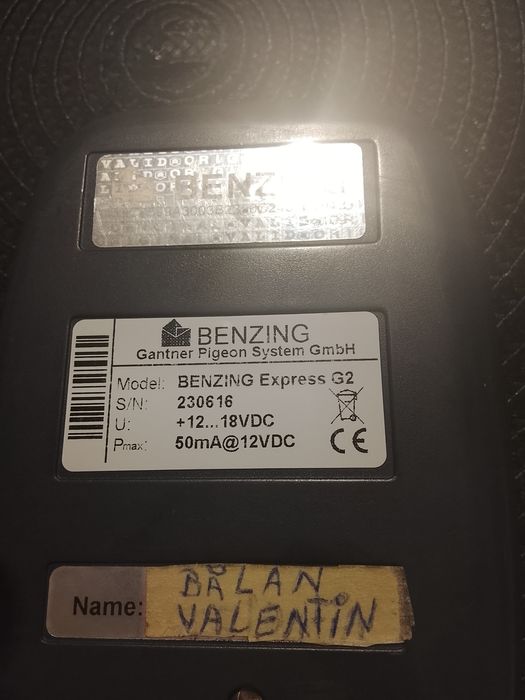 BENZ
BENZING
Gantner Pigeon System GmbH
Model: BENZING Express G2
S/N: 230616
U: +12...18VDC
Pmax: 50mA@12VDC
CE
Name:
BĂLAN
VALENTIN